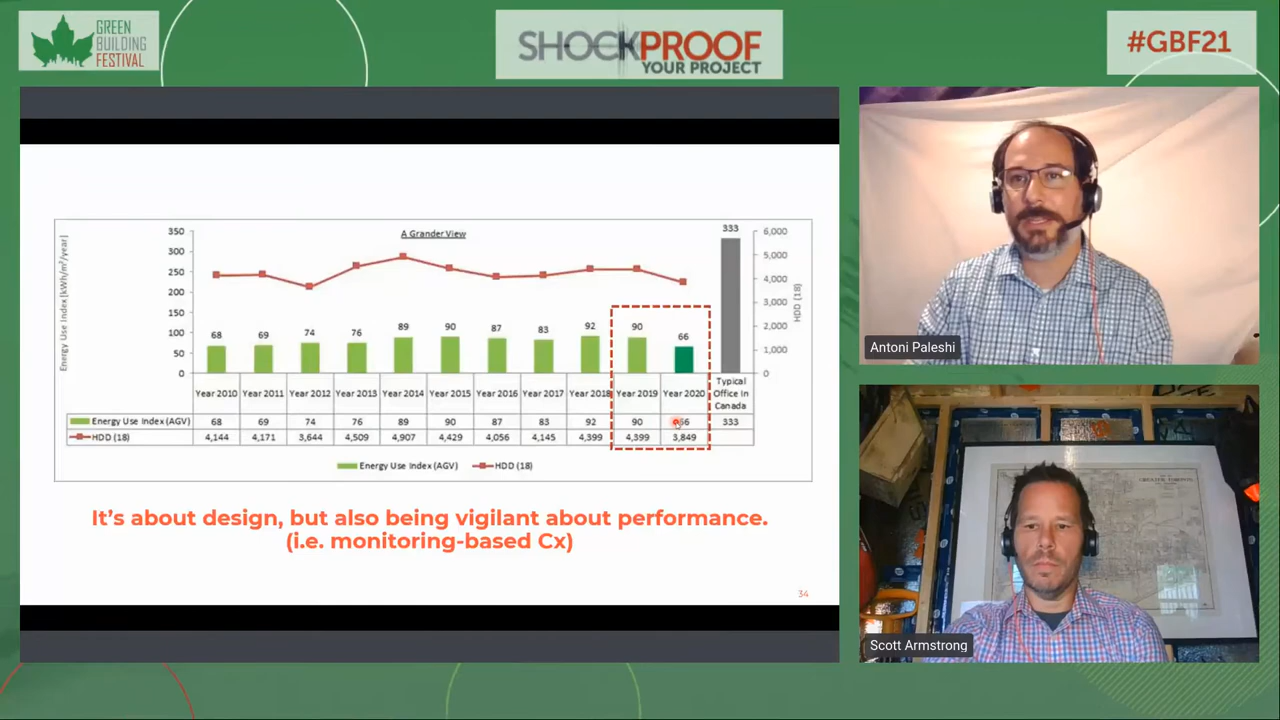 GREEN
BUILDING
FESTIVAL
SHOCKPROOF
YOUR PROJECT
#GBF21
A Grander View
Energy Use Index [kWh/m²/year]
350
300
250
200
150
100
50
0
68
69
74
76
89
90
87
83
92
90
66
333
6,000
5,000
4,000
3,000
2,000
1,000
0
HDD (18)
Year 2010 Year 2011 Year 2012 Year 2013 Year 2014 Year 2015 Year 2016 Year 2017 Year 2018 Year 2019 Year 2020
Typical
Office In
Canada
Energy Use Index (AGV) 68 69 74 76 89 90 87 83 92 90 66 333
HDD (18) 4,144 4,171 3,644 4,509 4,907 4,429 4,056 4,145 4,399 4,399 3,849
Energy Use Index (AGV) HDD (18)
It's about design, but also being vigilant about performance.
(i.e. monitoring-based Cx)
34
Antoni Paleshi
Scott Armstrong